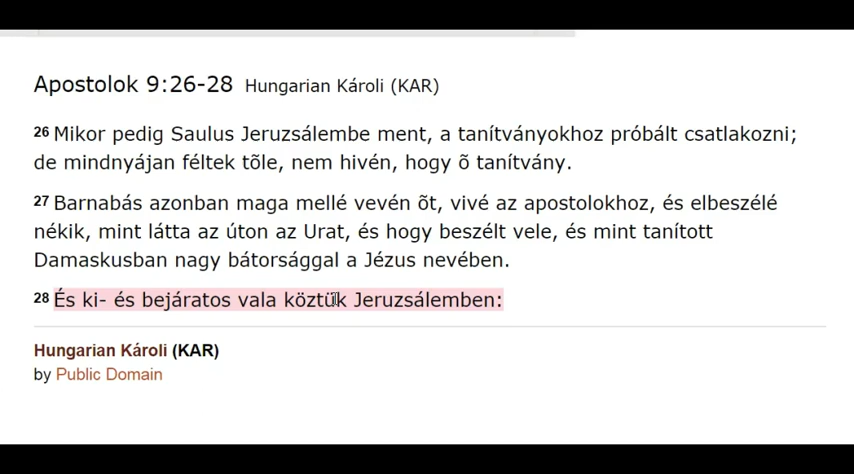 Apostolok 9:26-28 Hungarian Károli (KAR)
26 Mikor pedig Saulus Jeruzsálembe ment, a tanítványokhoz próbált csatlakozni;
de mindnyájan féltek tõle, nem hivén, hogy õ tanítvány.
27 Barnabás azonban maga mellé vevén õt, vivé az apostolokhoz, és elbeszélé
nékik, mint látta az úton az Urat, és hogy beszélt vele, és mint tanított
Damaskusban nagy bátorsággal a Jézus nevében.
28 És ki- és bejáratos vala köztük Jeruzsálemben:
Hungarian Károli (KAR)
by Public Domain